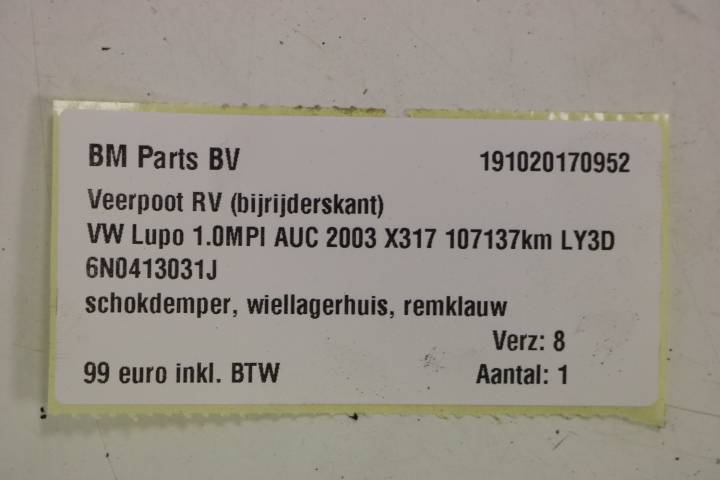 BM Parts BV 191020170952
Veerpoot RV (bijrijderskant)
VW Lupo 1.0MPI AUC 2003 X317 107137km LY3D
6N0413031J
schokdemper, wiellagerhuis, remklauw
Verz: 8
99 euro inkl. BTW Aantal: 1